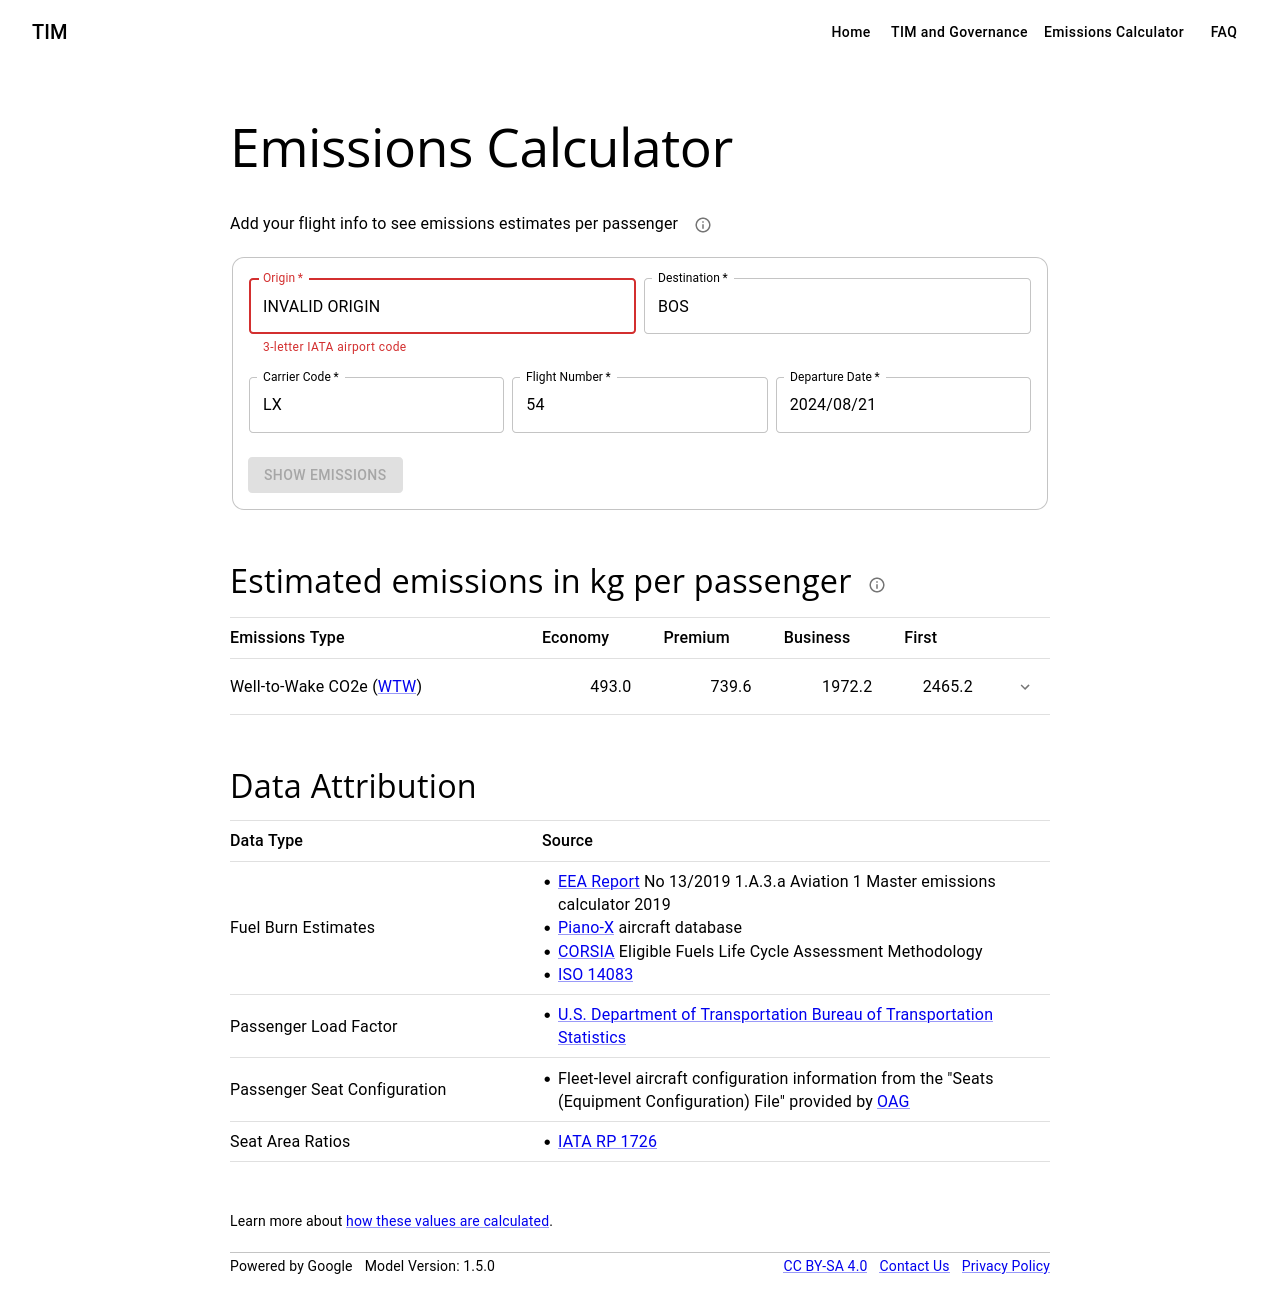 TIM
Home TIM and Governance Emissions Calculator FAQ
Emissions Calculator
Add your flight info to see emissions estimates per passenger
Origin *
INVALID ORIGIN
3-letter IATA airport code
Destination *
BOS
Carrier Code *
LX
Flight Number *
54
Departure Date *
2024/08/21
SHOW EMISSIONS
Estimated emissions in kg per passenger
Emissions Type Economy Premium Business First
Well-to-Wake CO2e (WTW) 493.0 739.6 1972.2 2465.2
Data Attribution
Data Type Source
Fuel Burn Estimates
• EEA Report No 13/2019 1.A.3.a Aviation 1 Master emissions
calculator 2019
• Piano-X aircraft database
• CORSIA Eligible Fuels Life Cycle Assessment Methodology
• ISO 14083
Passenger Load Factor
• U.S. Department of Transportation Bureau of Transportation
Statistics
Passenger Seat Configuration
• Fleet-level aircraft configuration information from the "Seats
(Equipment Configuration) File" provided by OAG
Seat Area Ratios
• IATA RP 1726
Learn more about how these values are calculated.
Powered by Google Model Version: 1.5.0 CC BY-SA 4.0 Contact Us Privacy Policy